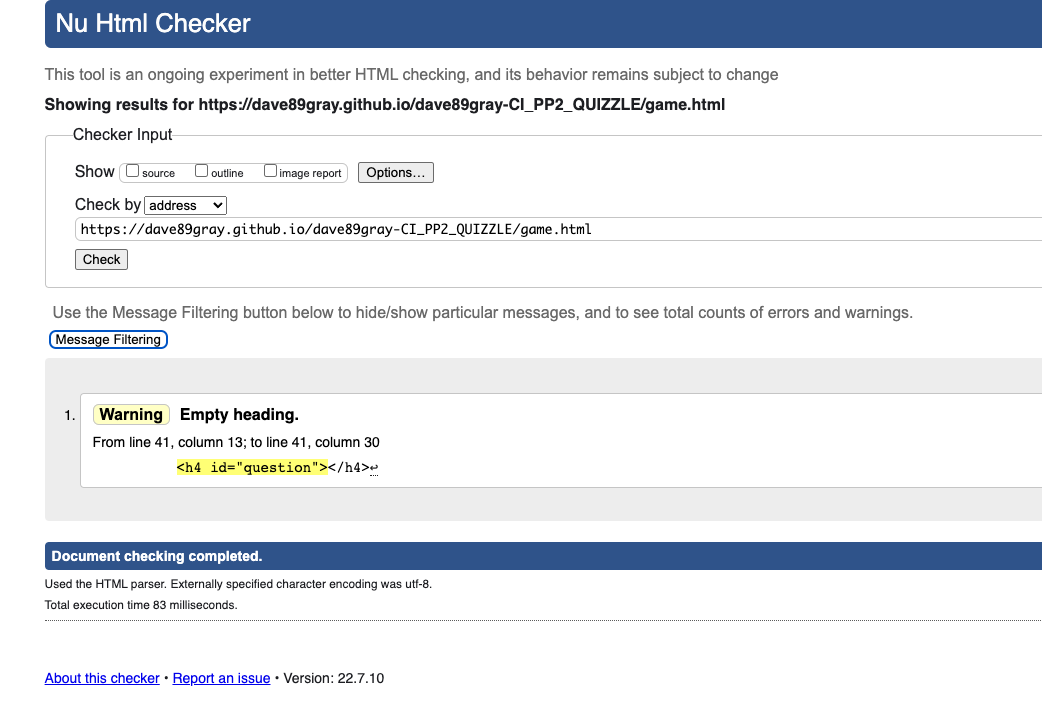 Nu Html Checker
This tool is an ongoing experiment in better HTML checking, and its behavior remains subject to change
Showing results for https://dave89gray.github.io/dave89gray-CI_PP2_QUIZZLE/game.html
Checker Input
Show source outline image report Options...
Check by address
https://dave89gray.github.io/dave89gray-CI_PP2_QUIZZLE/game.html
Check
Use the Message Filtering button below to hide/show particular messages, and to see total counts of errors and warnings.
Message Filtering
1. Warning Empty heading.
From line 41, column 13; to line 41, column 30
<h4 id="question"></h4>↩
Document checking completed.
Used the HTML parser. Externally specified character encoding was utf-8.
Total execution time 83 milliseconds.
About this checker • Report an issue • Version: 22.7.10